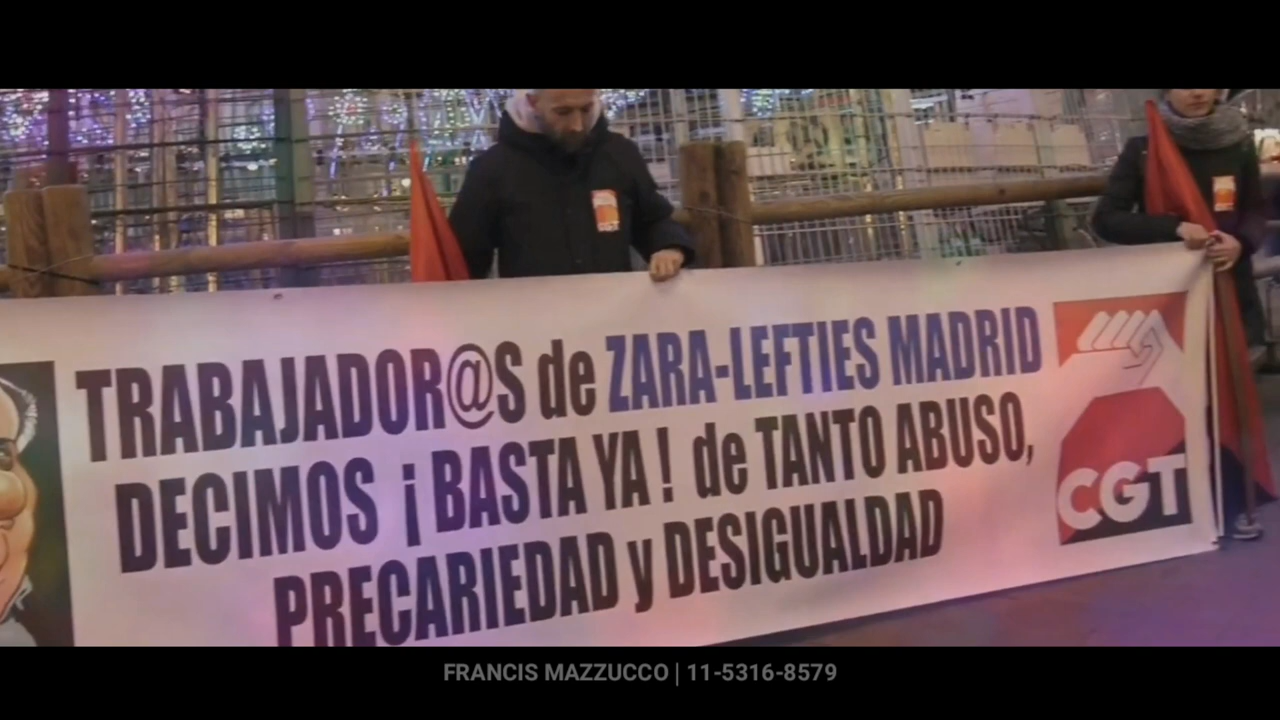 TRABAJADOR@S de ZARA-LEFTIES MADRID
DECIMOS ¡BASTA YA! de TANTO ABUSO,
PRECARIEDAD y DESIGUALDAD
CGT
FRANCIS MAZZUCCO | 11-5316-8579